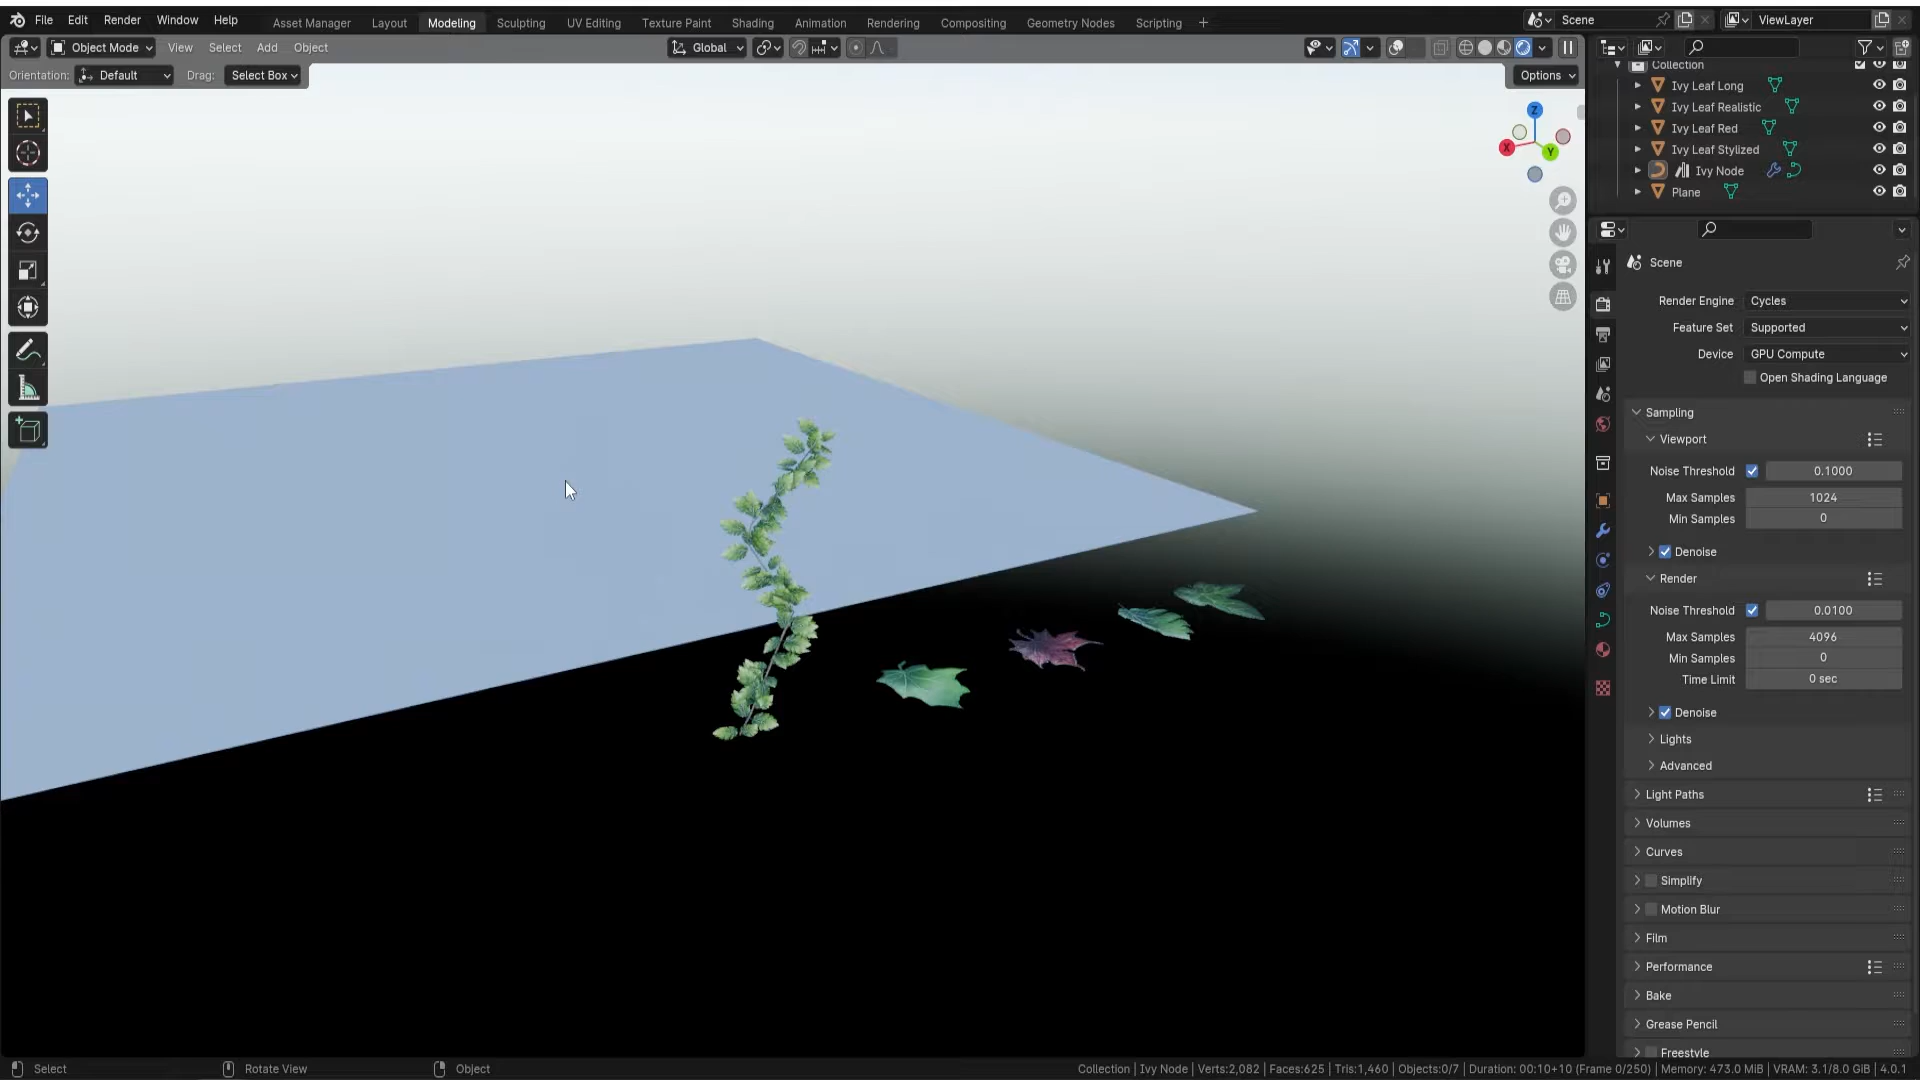 File Edit Render Window Help Asset Manager Layout Modeling Sculpting UV Editing Texture Paint Shading Animation Rendering Compositing Geometry Nodes Scripting + Scene ViewLayer
Object Mode View Select Add Object Global
Orientation: Default Drag: Select Box Options
Z
X Y
Collection
Ivy Leaf Long
Ivy Leaf Realistic
Ivy Leaf Red
Ivy Leaf Stylized
Ivy Node
Plane
Scene
Render Engine Cycles
Feature Set Supported
Device GPU Compute
Open Shading Language
Sampling
Viewport
Noise Threshold 0.1000
Max Samples 1024
Min Samples 0
Denoise
Render
Noise Threshold 0.0100
Max Samples 4096
Min Samples 0
Time Limit 0 sec
Denoise
Lights
Advanced
Light Paths
Volumes
Curves
Simplify
Motion Blur
Film
Performance
Bake
Grease Pencil
Freestyle
Select Rotate View Object Collection | Ivy Node | Verts:2,082 | Faces:625 | Tris:1,460 | Objects:0/7 | Duration: 00:10+10 (Frame 0/250) | Memory: 473.0 MiB | VRAM: 3.1/8.0 GiB | 4.0.1